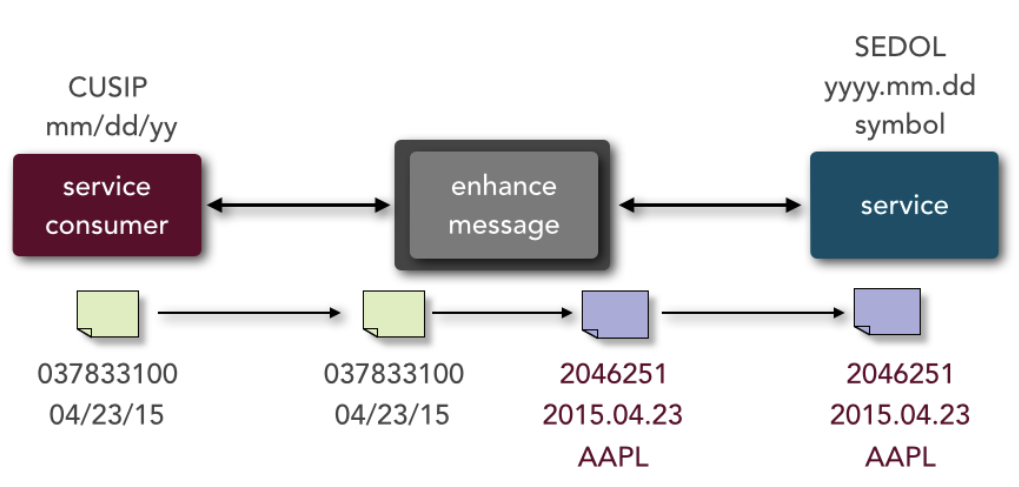 CUSIP
mm/dd/yy
SEDOL
yyyy.mm.dd
symbol
service
consumer
enhance
message
service
037833100
04/23/15
037833100
04/23/15
2046251
2015.04.23
AAPL
2046251
2015.04.23
AAPL